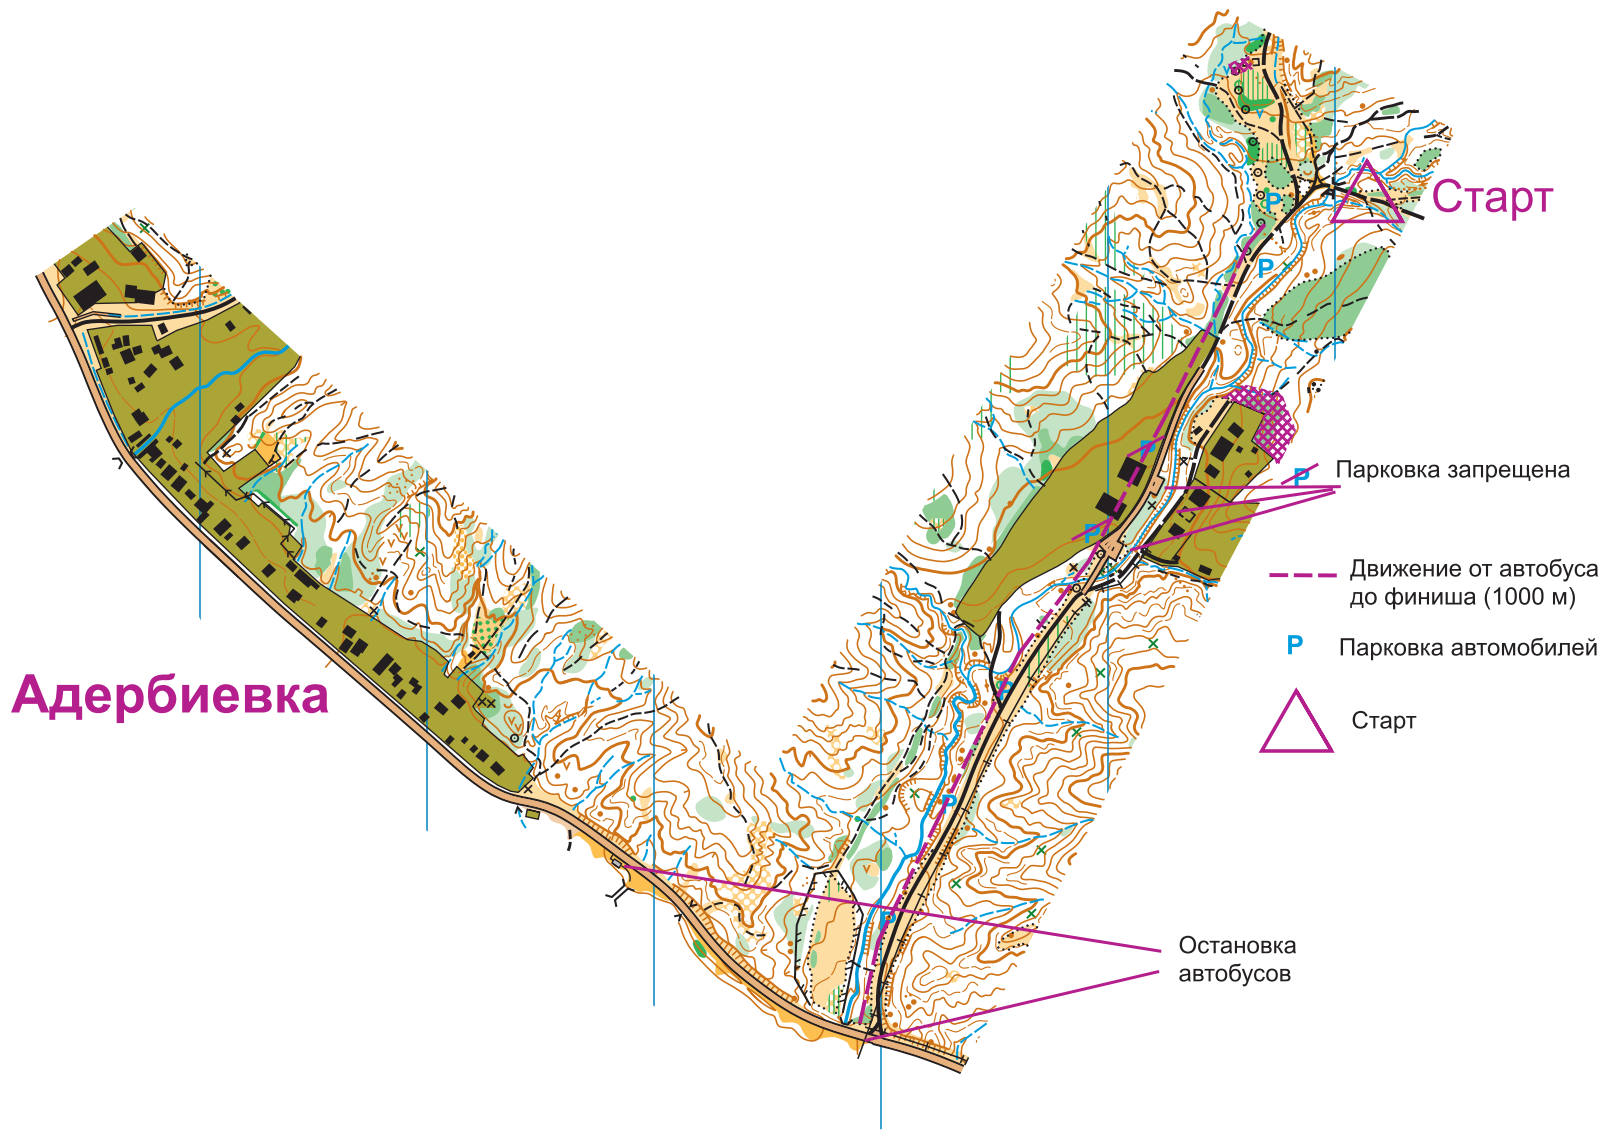 Р
Старт
Р
Р
Парковка запрещена
Р
Р
Движение от автобуса
до финиша (1000 м)
Р
Парковка автомобилей
Адербиевка
Р
Старт
Р
Р
Остановка
автобусов